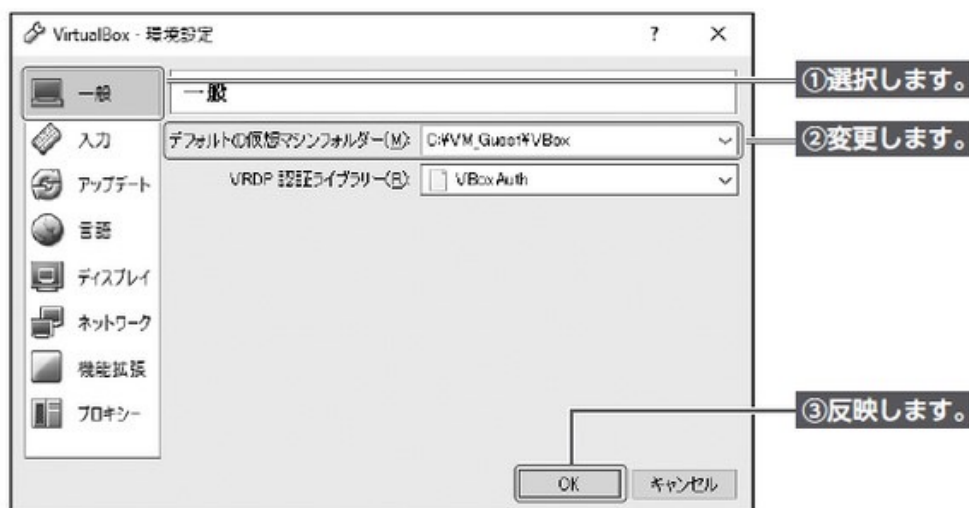 VirtualBox - 環境設定
? ×
一般
一般
①選択します。
入力
デフォルトの仮想マシンフォルダー(M): C:¥VM_Guest¥VBox
②変更します。
アップデート
VRDP 認証ライブラリー(R): VBoxAuth
言語
ディスプレイ
ネットワーク
機能拡張
プロキシー
③反映します。
OK キャンセル